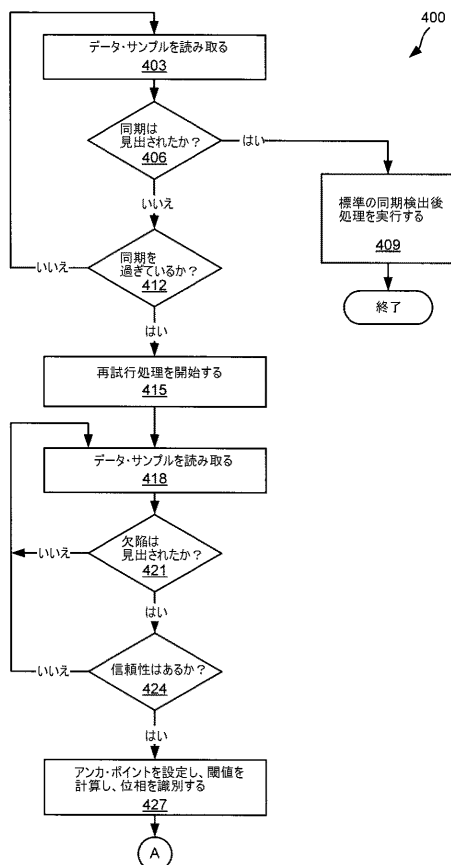 400
データ・サンプルを読み取る
403
同期は
見出されたか?
406
はい
いいえ
標準の同期検出後
処理を実行する
409
終了
同期を
過ぎているか?
412
いいえ
はい
再試行処理を開始する
415
データ・サンプルを読み取る
418
欠陥は
見出されたか?
421
いいえ
はい
信頼性はあるか?
424
いいえ
はい
アンカ・ポイントを設定し、閾値を
計算し、位相を識別する
427
A